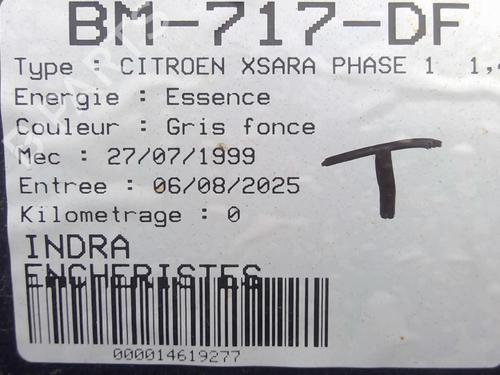 BM-717-DF
Type : CITROEN XSARA PHASE 1 1,
Energie : Essence
Couleur : Gris fonce
Mec : 27/07/1999
Entree : 06/08/2025
Kilometrage : 0
T
INDRA
ENCHERISTES
000014619277